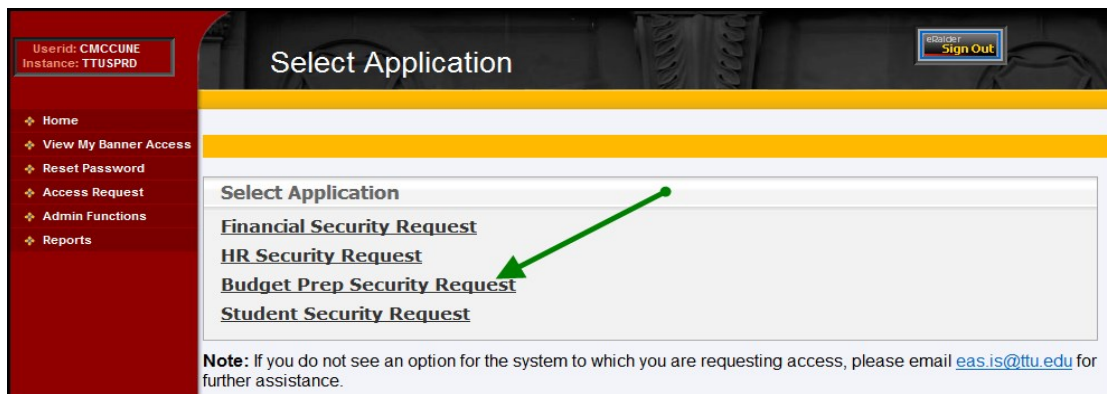 Userid: CMCCUNE
Instance: TTUSPRD
Select Application
eRaider
Sign Out
Home
View My Banner Access
Reset Password
Access Request
Admin Functions
Reports
Select Application
Financial Security Request
HR Security Request
Budget Prep Security Request
Student Security Request
Note: If you do not see an option for the system to which you are requesting access, please email eas.is@ttu.edu for
further assistance.